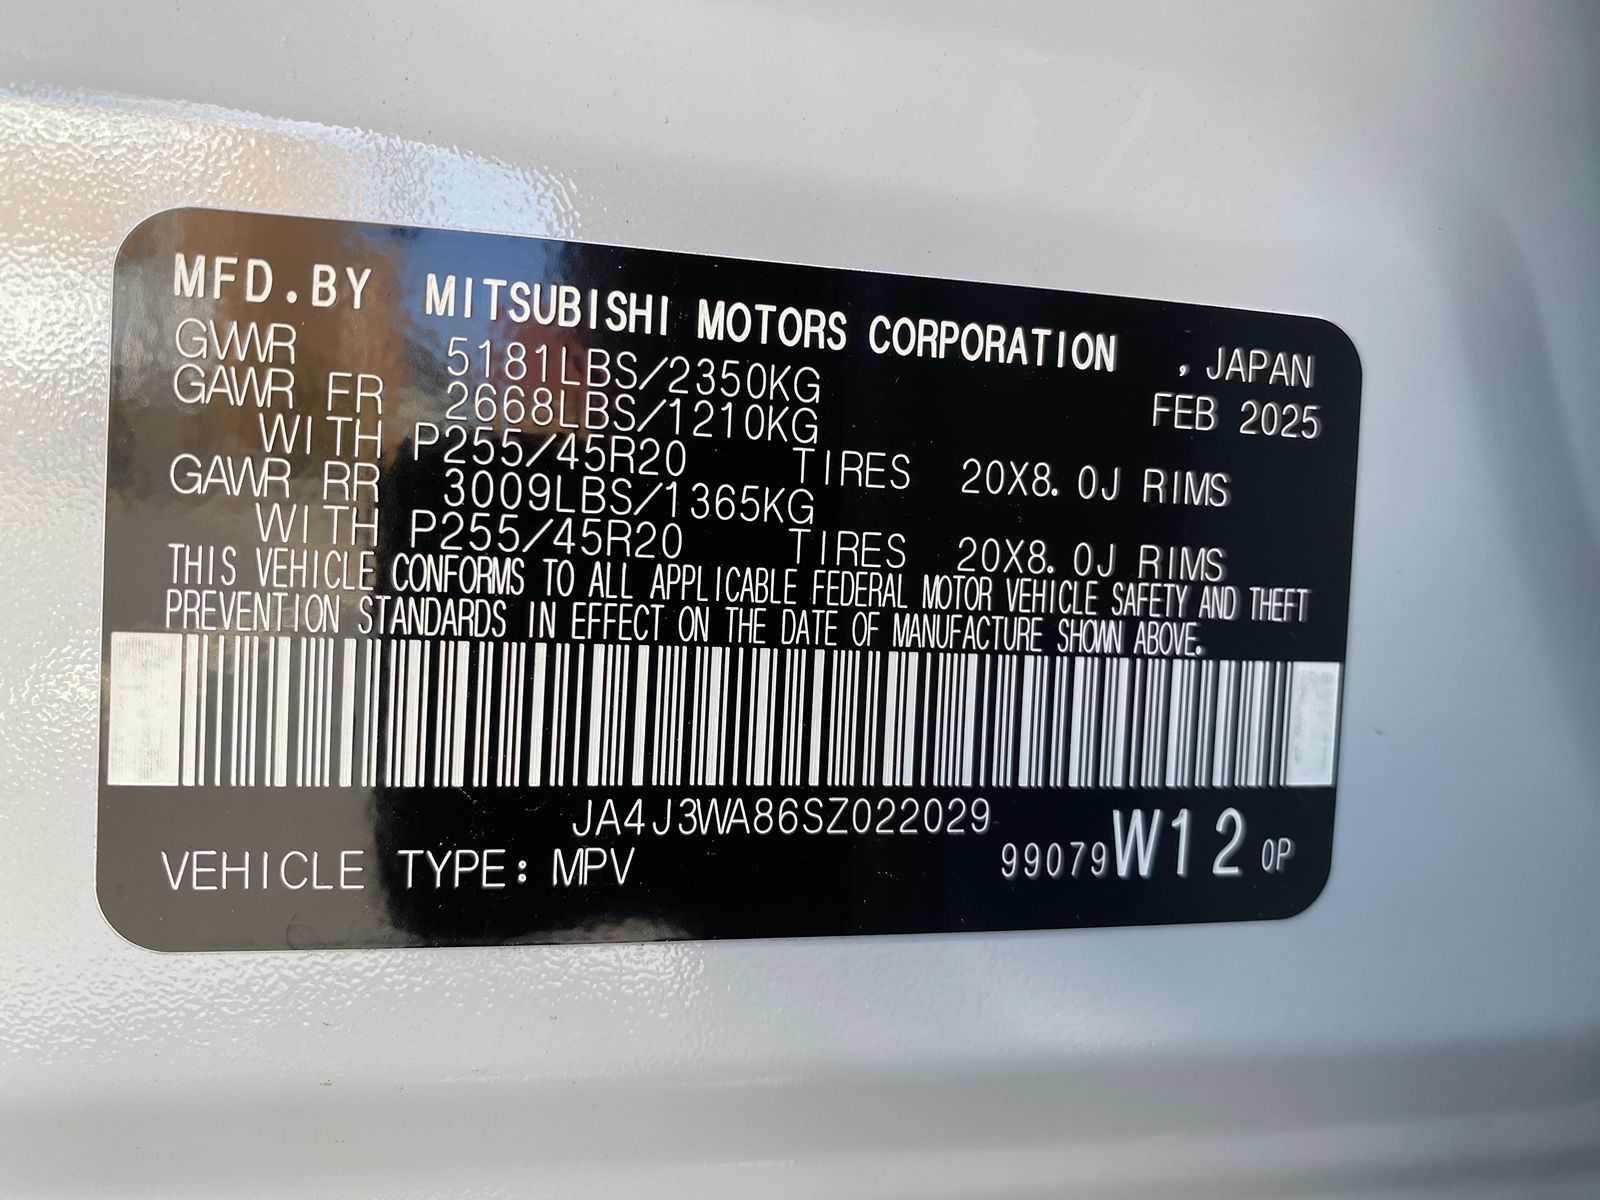 MFD.BY MITSUBISHI MOTORS CORPORATION , JAPAN
GVWR 5181LBS/2350KG FEB 2025
GAWR FR 2668LBS/1210KG
WITH P255/45R20 TIRES 20X8.0J RIMS
GAWR RR 3009LBS/1365KG
WITH P255/45R20 TIRES 20X8.0J RIMS
THIS VEHICLE CONFORMS TO ALL APPLICABLE FEDERAL MOTOR VEHICLE SAFETY AND THEFT
PREVENTION STANDARDS IN EFFECT ON THE DATE OF MANUFACTURE SHOWN ABOVE.
JA4J3WA86SZ022029
VEHICLE TYPE: MPV 99079W12 0P